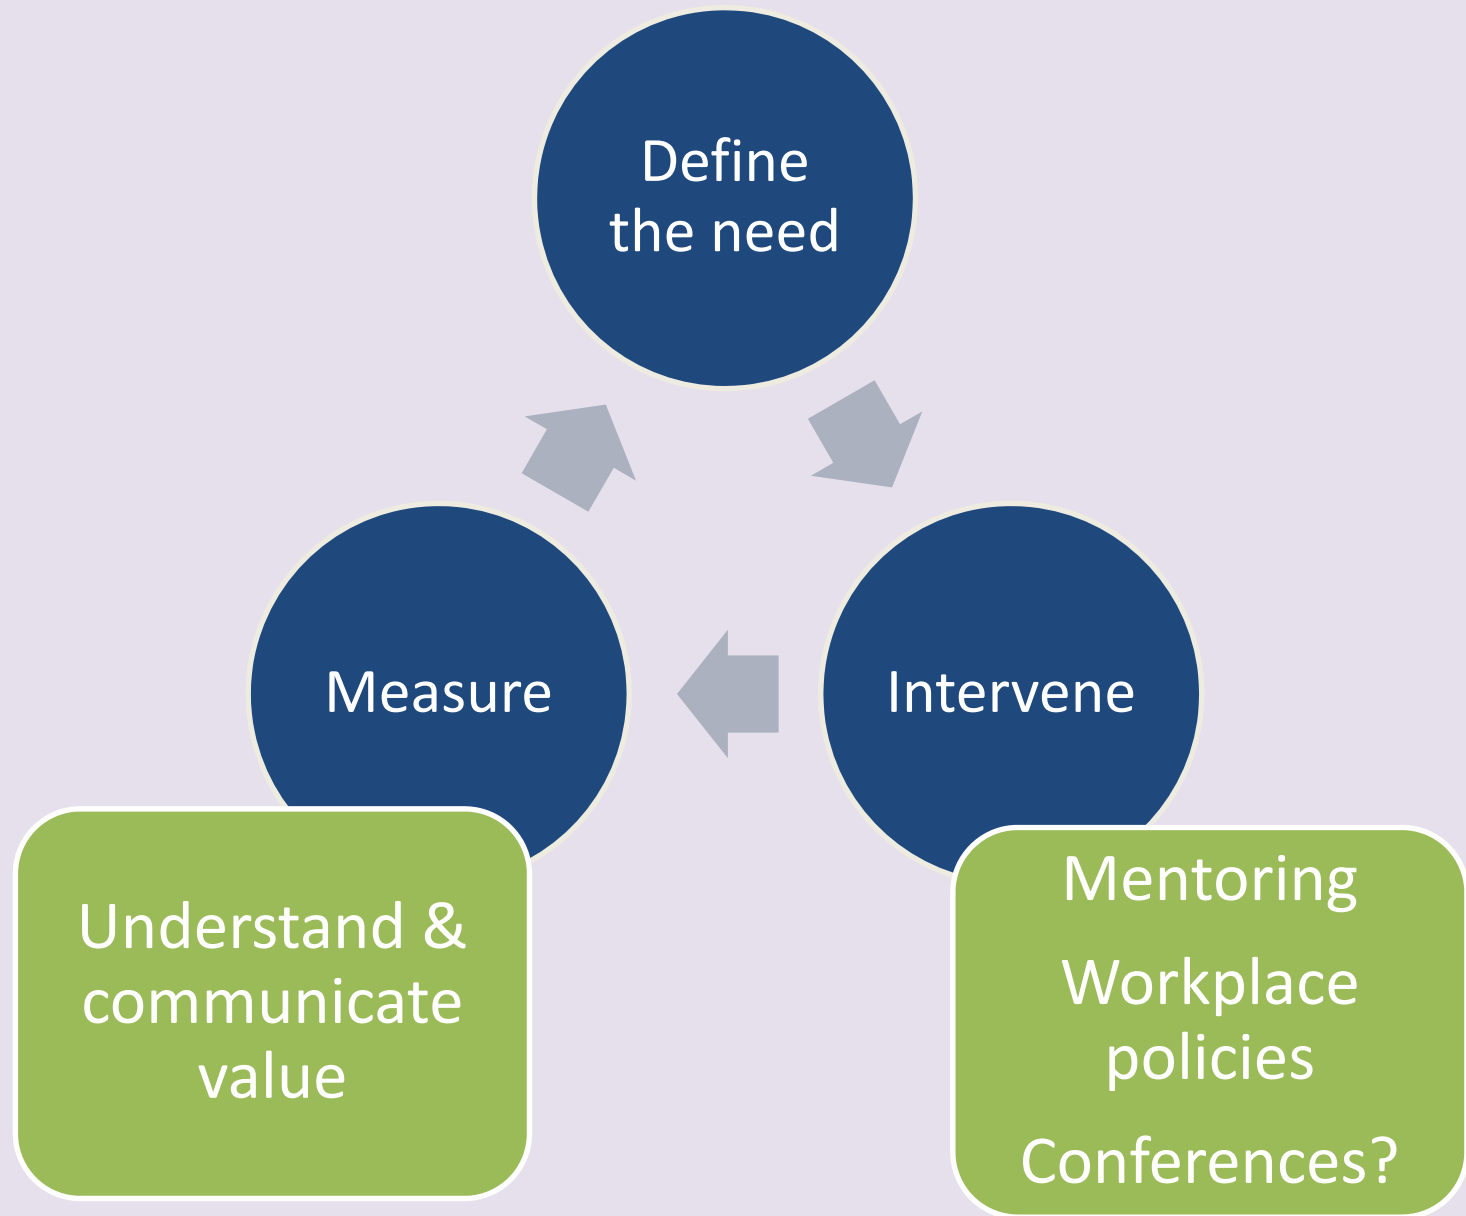 Define
the need
Measure
Intervene
Understand &
communicate
value
Mentoring
Workplace
policies
Conferences?